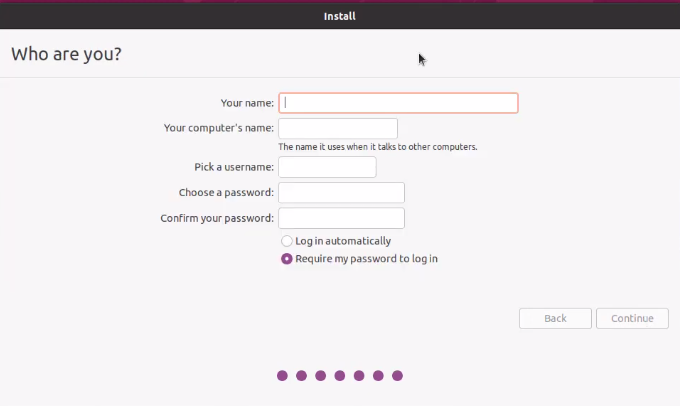 Install
Who are you?
Your name:
Your computer's name:
The name it uses when it talks to other computers.
Pick a username:
Choose a password:
Confirm your password:
Log in automatically
Require my password to log in
Back Continue